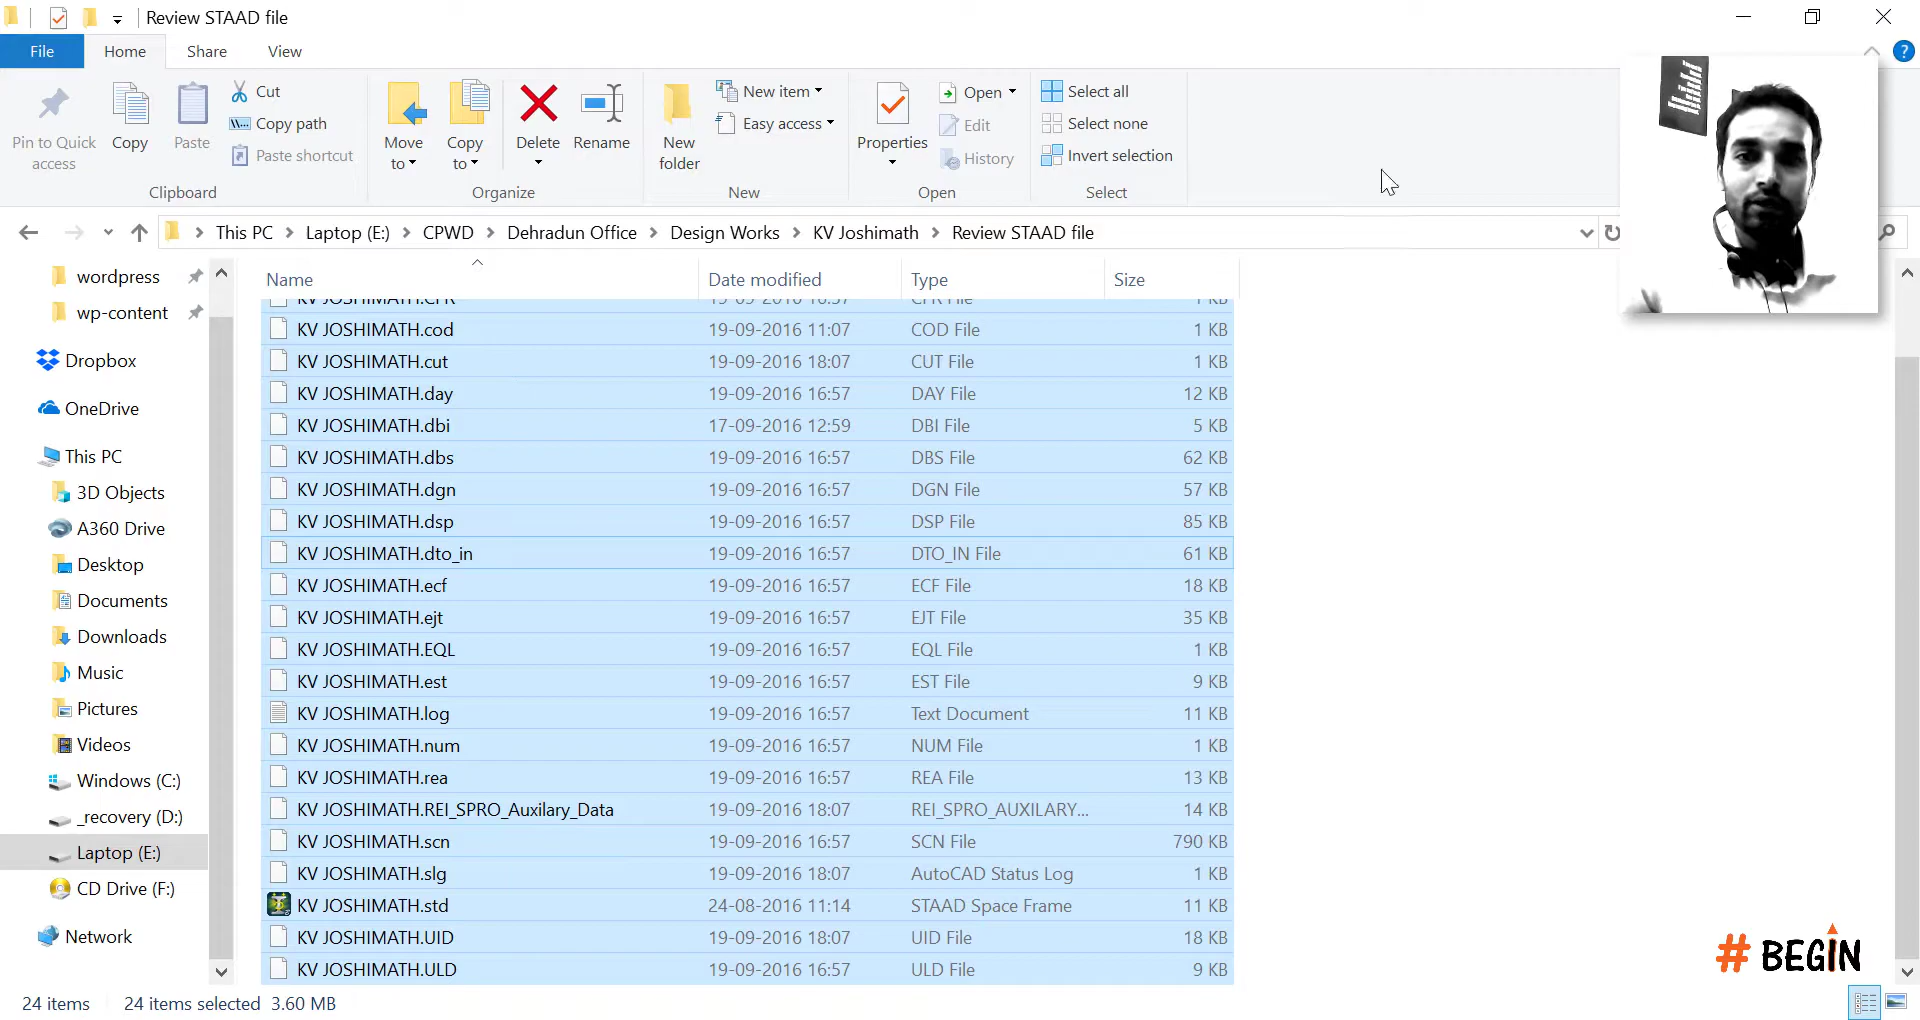 Review STAAD file
File Home Share View
Pin to Quick access
Copy
Paste
Cut
Copy path
Paste shortcut
Clipboard
Move to
Copy to
Delete
Rename
Organize
New folder
New item
Easy access
New
Properties
Open
Edit
History
Open
Select all
Select none
Invert selection
Select
This PC > Laptop (E:) > CPWD > Dehradun Office > Design Works > KV Joshimath > Review STAAD file
wordpress
wp-content
Dropbox
OneDrive
This PC
3D Objects
A360 Drive
Desktop
Documents
Downloads
Music
Pictures
Videos
Windows (C:)
_recovery (D:)
Laptop (E:)
CD Drive (F:)
Network
Name Date modified Type Size
KV JOSHIMATH.CFR 19-09-2016 16:57 CFR File 1 KB
KV JOSHIMATH.cod 19-09-2016 11:07 COD File 1 KB
KV JOSHIMATH.cut 19-09-2016 18:07 CUT File 1 KB
KV JOSHIMATH.day 19-09-2016 16:57 DAY File 12 KB
KV JOSHIMATH.dbi 17-09-2016 12:59 DBI File 5 KB
KV JOSHIMATH.dbs 19-09-2016 16:57 DBS File 62 KB
KV JOSHIMATH.dgn 19-09-2016 16:57 DGN File 57 KB
KV JOSHIMATH.dsp 19-09-2016 16:57 DSP File 85 KB
KV JOSHIMATH.dto_in 19-09-2016 16:57 DTO_IN File 61 KB
KV JOSHIMATH.ecf 19-09-2016 16:57 ECF File 18 KB
KV JOSHIMATH.ejt 19-09-2016 16:57 EJT File 35 KB
KV JOSHIMATH.EQL 19-09-2016 16:57 EQL File 1 KB
KV JOSHIMATH.est 19-09-2016 16:57 EST File 9 KB
KV JOSHIMATH.log 19-09-2016 16:57 Text Document 11 KB
KV JOSHIMATH.num 19-09-2016 16:57 NUM File 1 KB
KV JOSHIMATH.rea 19-09-2016 16:57 REA File 13 KB
KV JOSHIMATH.REI_SPRO_Auxilary_Data 19-09-2016 18:07 REI_SPRO_AUXILARY... 14 KB
KV JOSHIMATH.scn 19-09-2016 16:57 SCN File 790 KB
KV JOSHIMATH.slg 19-09-2016 18:07 AutoCAD Status Log 1 KB
KV JOSHIMATH.std 24-08-2016 11:14 STAAD Space Frame 11 KB
KV JOSHIMATH.UID 19-09-2016 18:07 UID File 18 KB
KV JOSHIMATH.ULD 19-09-2016 16:57 ULD File 9 KB
# BEGIN
24 items 24 items selected 3.60 MB